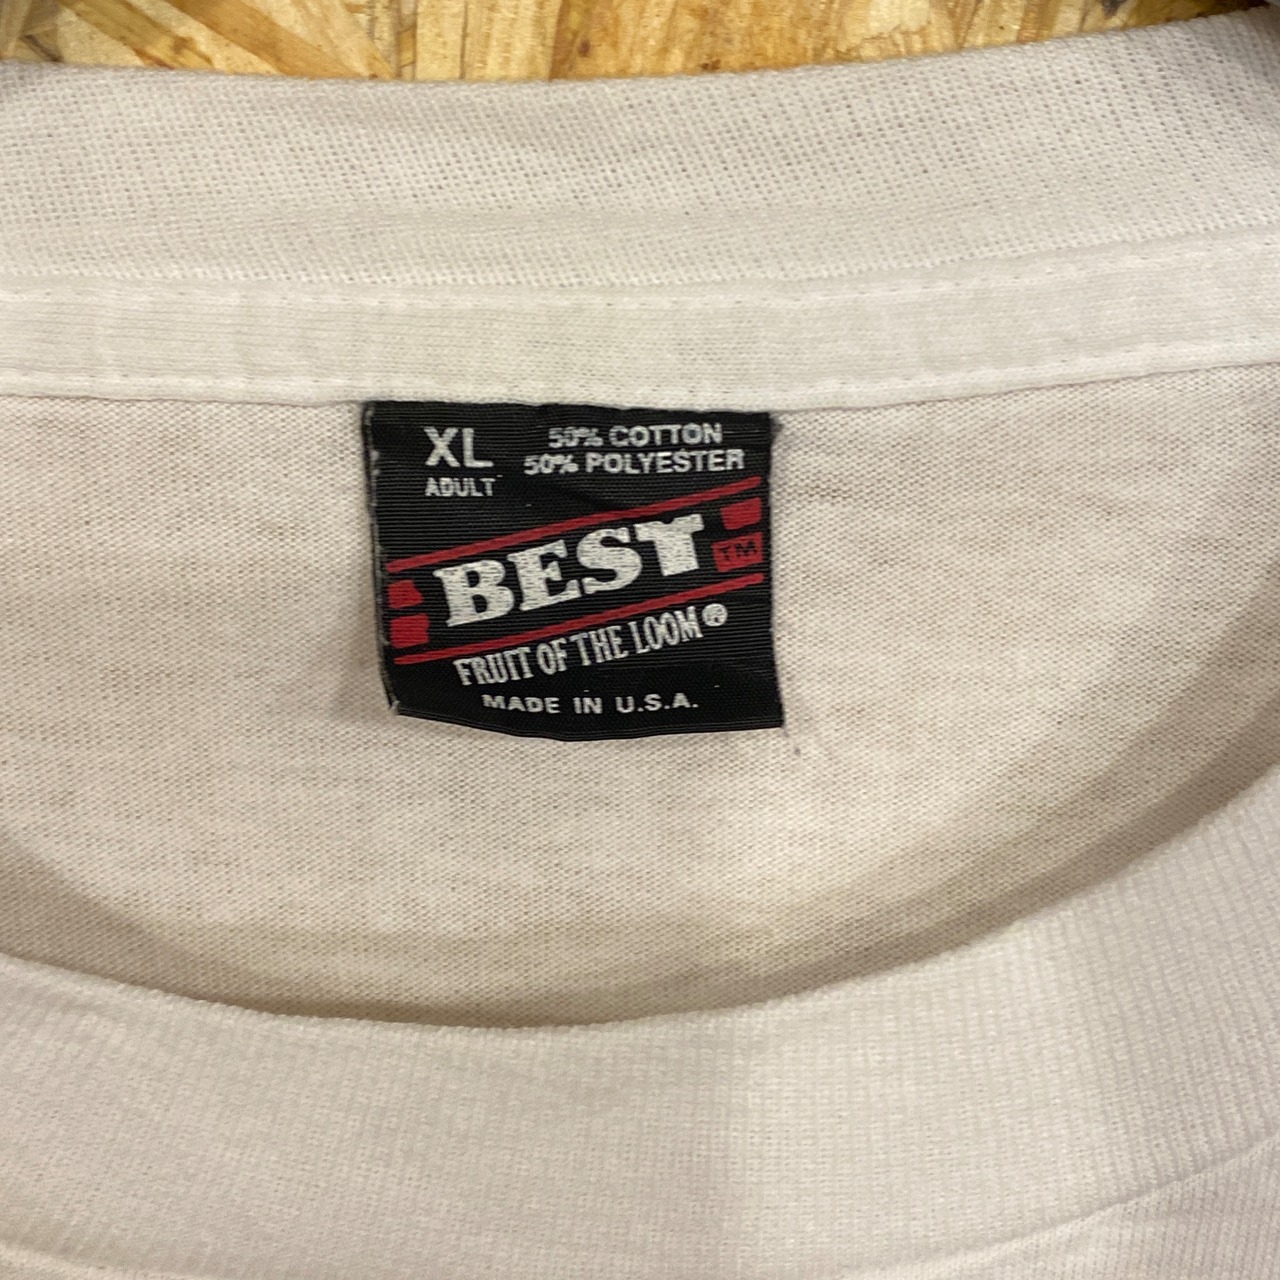 XL
ADULT
50% COTTON
50% POLYESTER
BEST
TM
FRUIT OF THE LOOM®
MADE IN U.S.A.